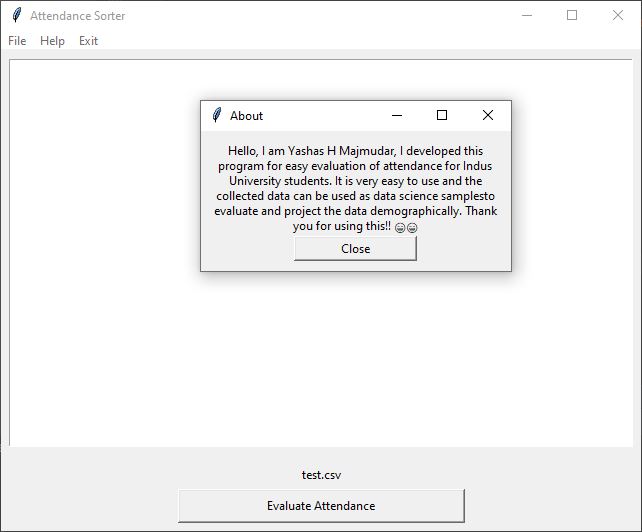 Attendance Sorter
File Help Exit
About
Hello, I am Yashas H Majmudar, I developed this
program for easy evaluation of attendance for Indus
University students. It is very easy to use and the
collected data can be used as data science samplesto
evaluate and project the data demographically. Thank
you for using this!! 😄😄
Close
test.csv
Evaluate Attendance